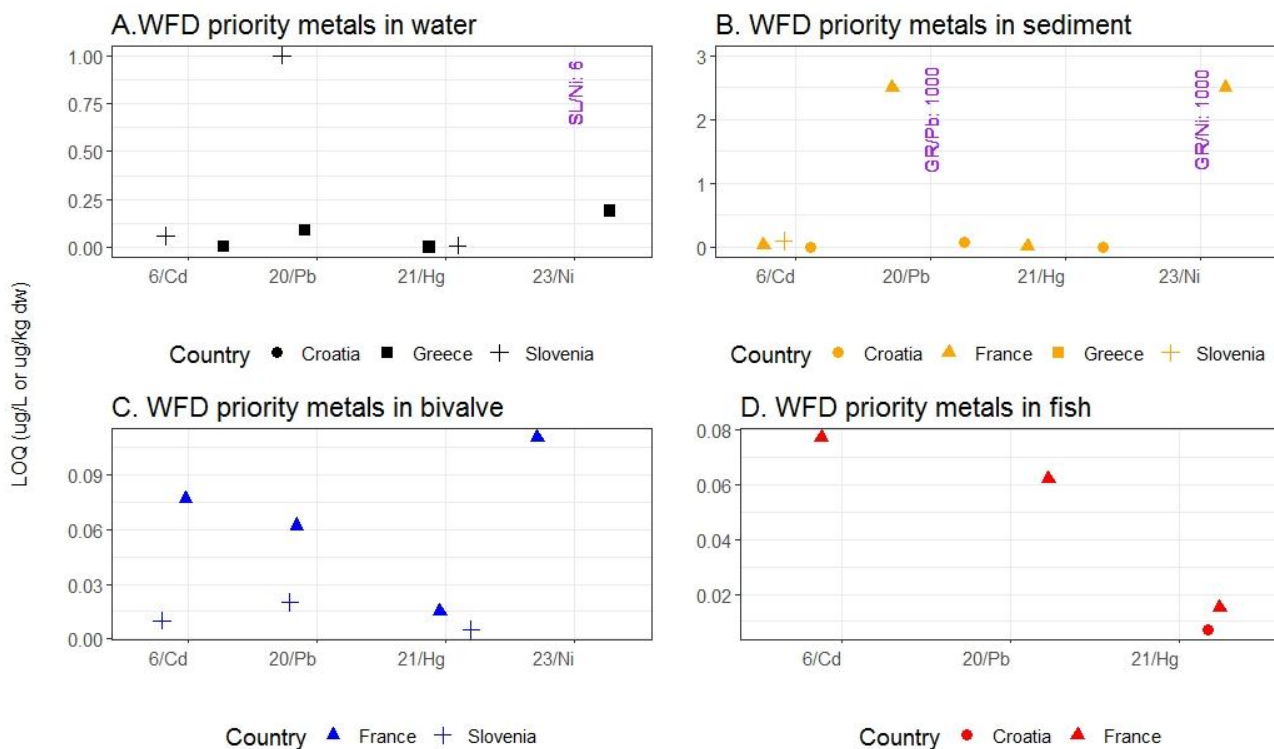 A.WFD priority metals in water
1.00
0.75
0.50
0.25
0.00
SL/Ni: 6
6/Cd 20/Pb 21/Hg 23/Ni
Country Croatia Greece Slovenia
B. WFD priority metals in sediment
3
2
1
0
GR/Pb: 1000
GR/Ni: 1000
6/Cd 20/Pb 21/Hg 23/Ni
Country Croatia France Greece Slovenia
LOQ (ug/L or ug/kg dw)
C. WFD priority metals in bivalve
0.09
0.06
0.03
0.00
6/Cd 20/Pb 21/Hg 23/Ni
Country France Slovenia
D. WFD priority metals in fish
0.08
0.06
0.04
0.02
6/Cd 20/Pb 21/Hg
Country Croatia France